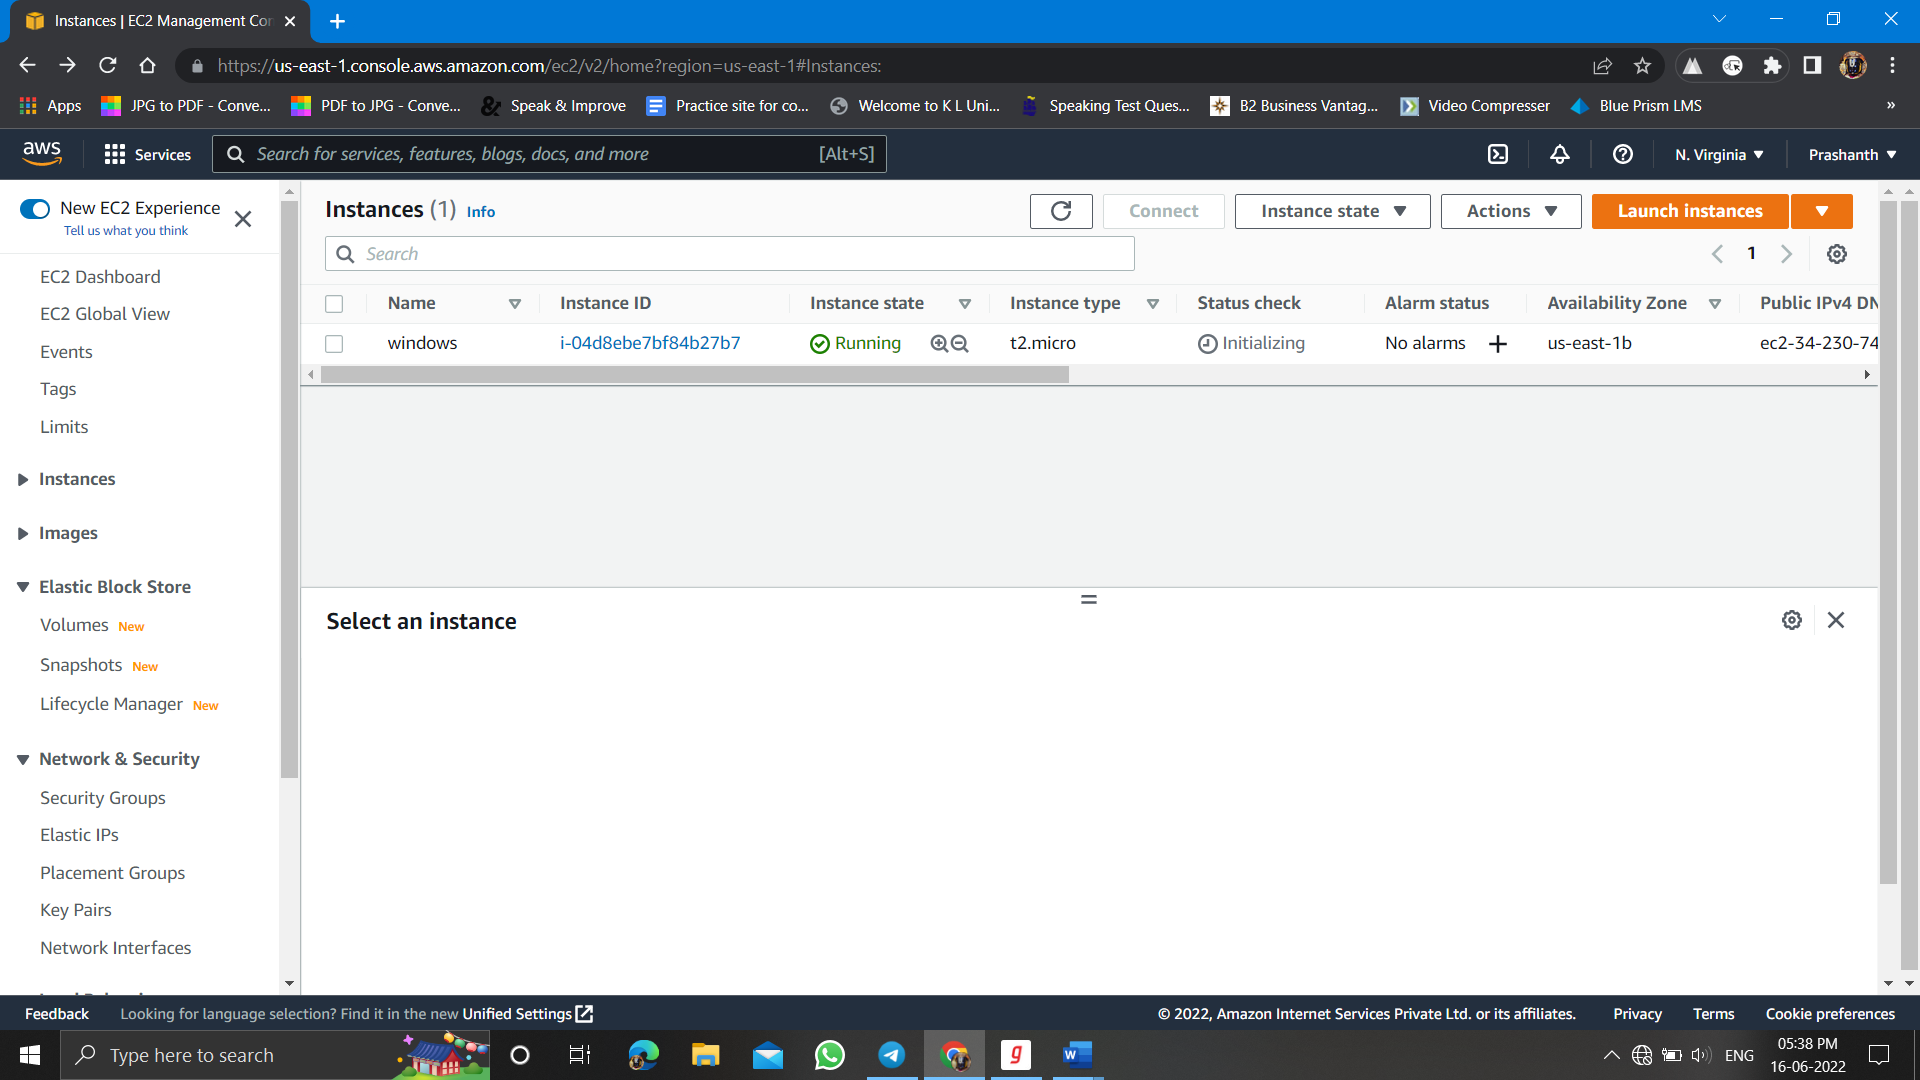 Instances | EC2 Management Con
https://us-east-1.console.aws.amazon.com/ec2/v2/home?region=us-east-1#Instances:
Apps JPG to PDF - Conve... PDF to JPG - Conve... Speak & Improve Practice site for co... Welcome to K L Uni... Speaking Test Ques... B2 Business Vantag... Video Compresser Blue Prism LMS »
aws Services Search for services, features, blogs, docs, and more [Alt+S] N. Virginia Prashanth
New EC2 Experience
Tell us what you think
EC2 Dashboard
EC2 Global View
Events
Tags
Limits
Instances
Images
Elastic Block Store
Volumes New
Snapshots New
Lifecycle Manager New
Network & Security
Security Groups
Elastic IPs
Placement Groups
Key Pairs
Network Interfaces
Instances (1) Info Connect Instance state Actions Launch instances
Search 1
Name Instance ID Instance state Instance type Status check Alarm status Availability Zone Public IPv4 DN
windows i-04d8ebe7bf84b27b7 Running t2.micro Initializing No alarms + us-east-1b ec2-34-230-74
Select an instance
Feedback Looking for language selection? Find it in the new Unified Settings © 2022, Amazon Internet Services Private Ltd. or its affiliates. Privacy Terms Cookie preferences
Type here to search g W ENG 05:38 PM
16-06-2022